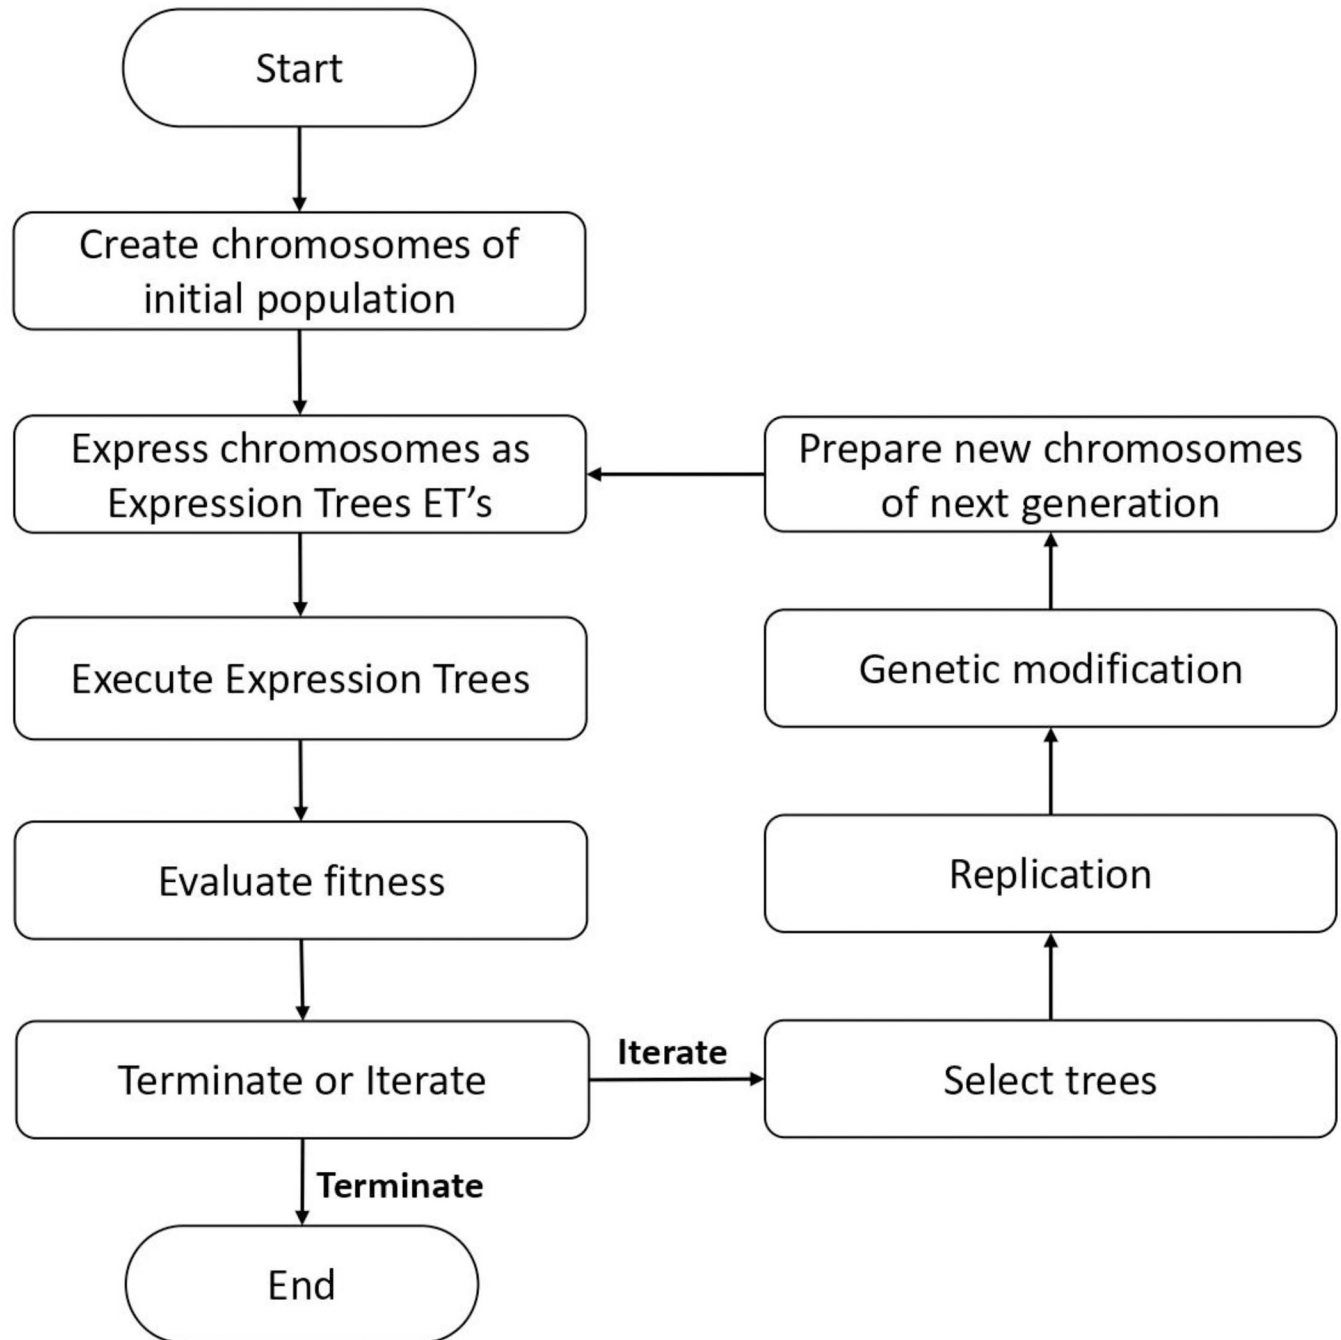 Start
Create chromosomes of
initial population
Express chromosomes as
Expression Trees ET’s
Execute Expression Trees
Evaluate fitness
Terminate or Iterate
Iterate
Select trees
Replication
Genetic modification
Prepare new chromosomes
of next generation
Terminate
End